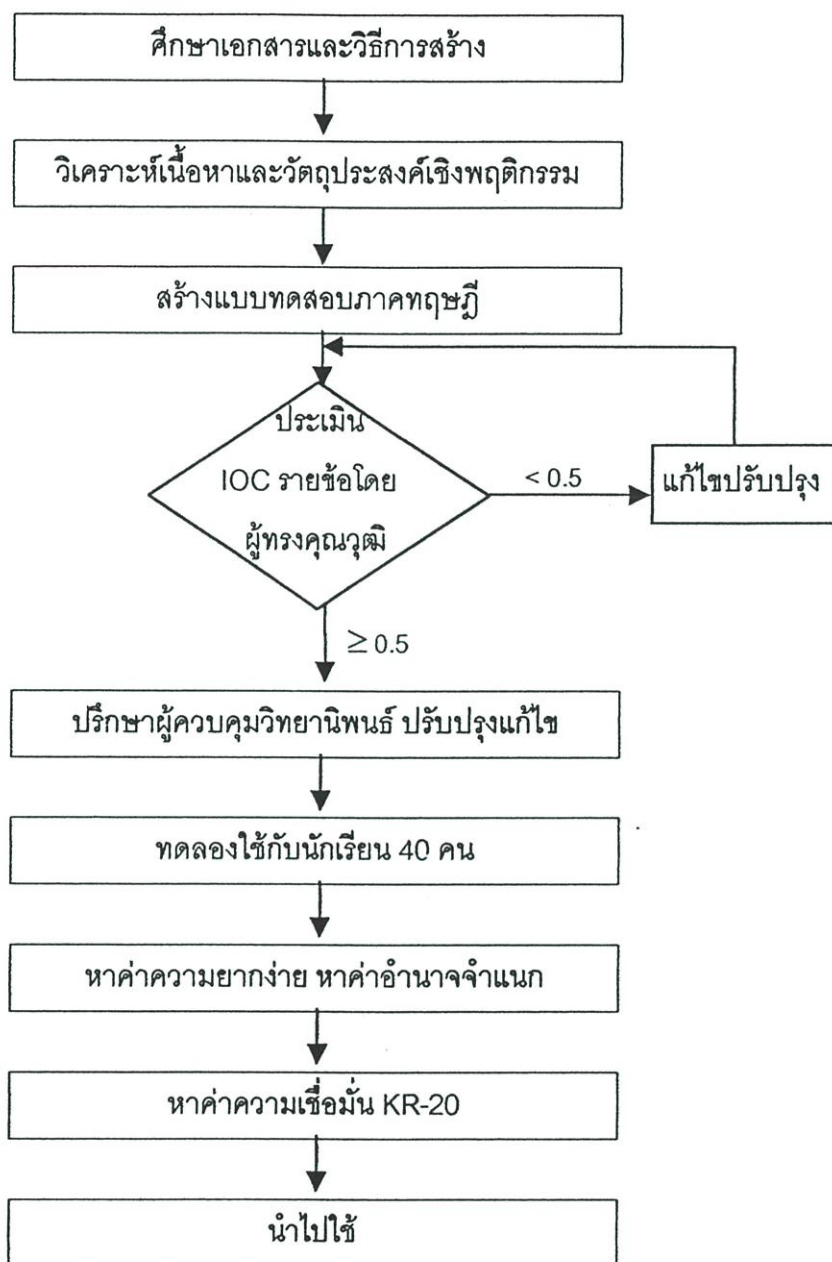 ศึกษาเอกสารและวิธีการสร้าง
วิเคราะห์เนื้อหาและวัตถุประสงค์เชิงพฤติกรรม
สร้างแบบทดสอบภาคทฤษฎี
ประเมิน
IOC รายข้อโดย
ผู้ทรงคุณวุฒิ
< 0.5
แก้ไขปรับปรุง
≥ 0.5
ปรึกษาผู้ควบคุมวิทยานิพนธ์ ปรับปรุงแก้ไข
ทดลองใช้กับนักเรียน 40 คน
หาค่าความยากง่าย หาค่าอำนาจจำแนก
หาค่าความเชื่อมั่น KR-20
นำไปใช้